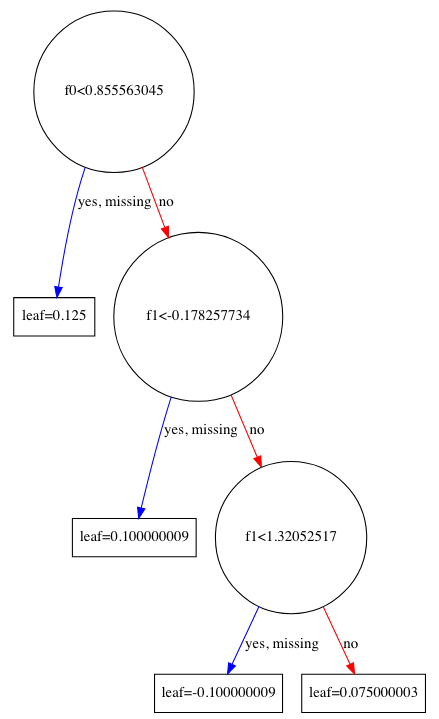 f0<0.855563045
yes, missing
no
leaf=0.125
f1<-0.178257734
yes, missing
no
leaf=0.100000009
f1<1.32052517
yes, missing
no
leaf=-0.100000009
leaf=0.075000003